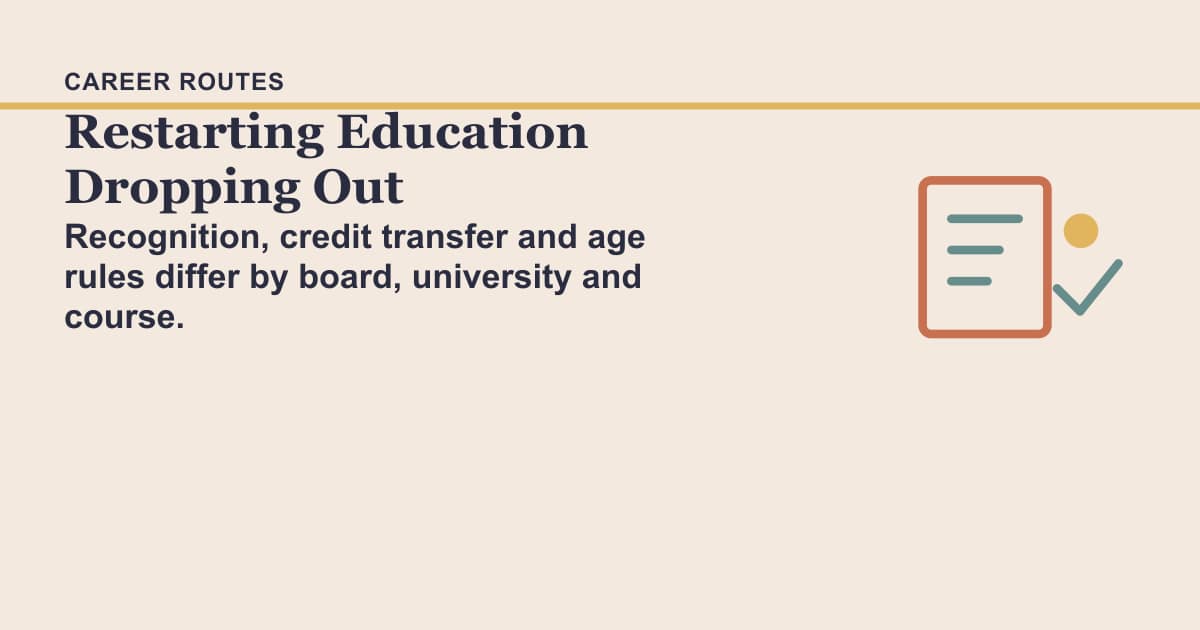 CAREER ROUTES
Restarting Education
Dropping Out
Recognition, credit transfer and age
rules differ by board, university and
course.